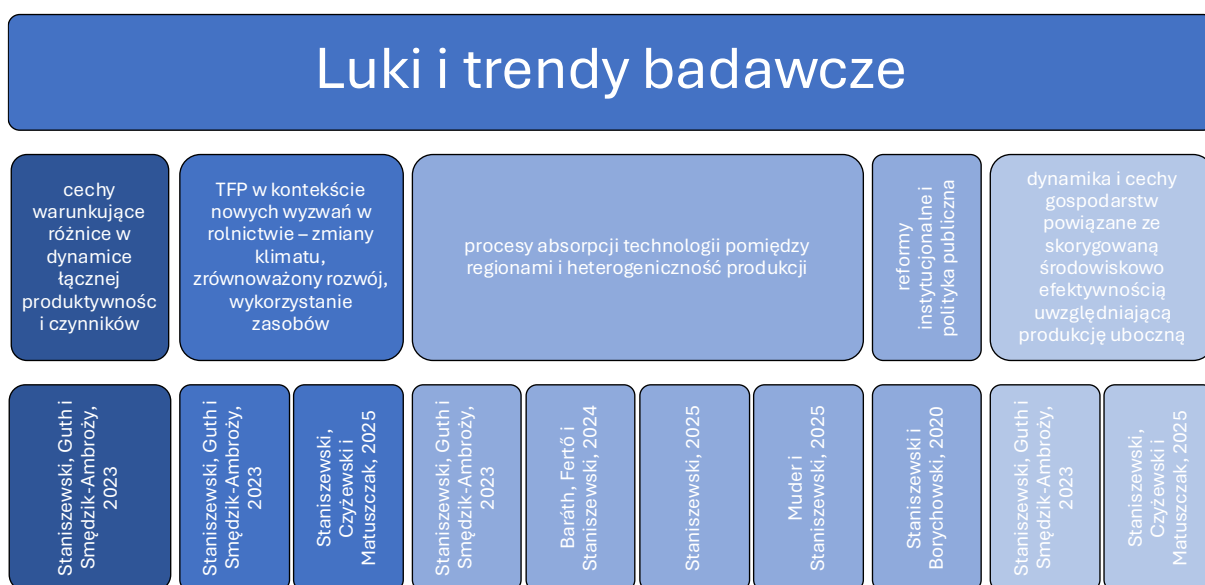 Luki i trendy badawcze
cechy
warunkujące
różnice w
dynamice
łącznej
produktywnośc
i czynników
TFP w kontekście
nowych wyzwań w
rolnictwie – zmiany
klimatu,
zrównoważony rozwój,
wykorzystanie
zasobów
procesy absorpcji technologii pomiędzy
regionami i heterogeniczność produkcji
reformy
instytucjonalne i
polityka publiczna
dynamika i cechy
gospodarstw
powiązane ze
skorygowaną
środowiskowo
efektywnością
uwzględniającą
produkcję uboczną
Staniszewski, Guth i
Smędzik-Ambroży,
2023
Staniszewski, Guth i
Smędzik-Ambroży,
2023
Staniszewski,
Czyżewski i
Matuszczak, 2025
Staniszewski, Guth i
Smędzik-Ambroży,
2023
Baráth, Fertő i
Staniszewski, 2024
Staniszewski, 2025
Muder i
Staniszewski, 2025
Staniszewski i
Borychowski, 2020
Staniszewski, Guth i
Smędzik-Ambroży,
2023
Staniszewski,
Czyżewski i
Matuszczak, 2025